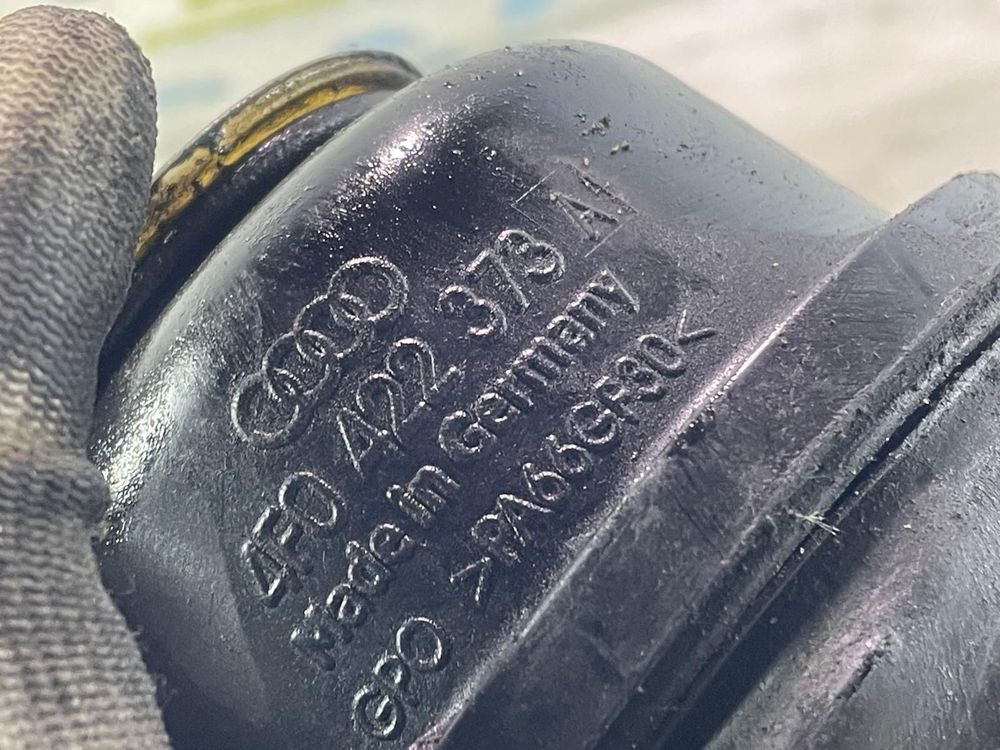 4F0 422 373
Made in Germany
>PA66GF30<
GPO